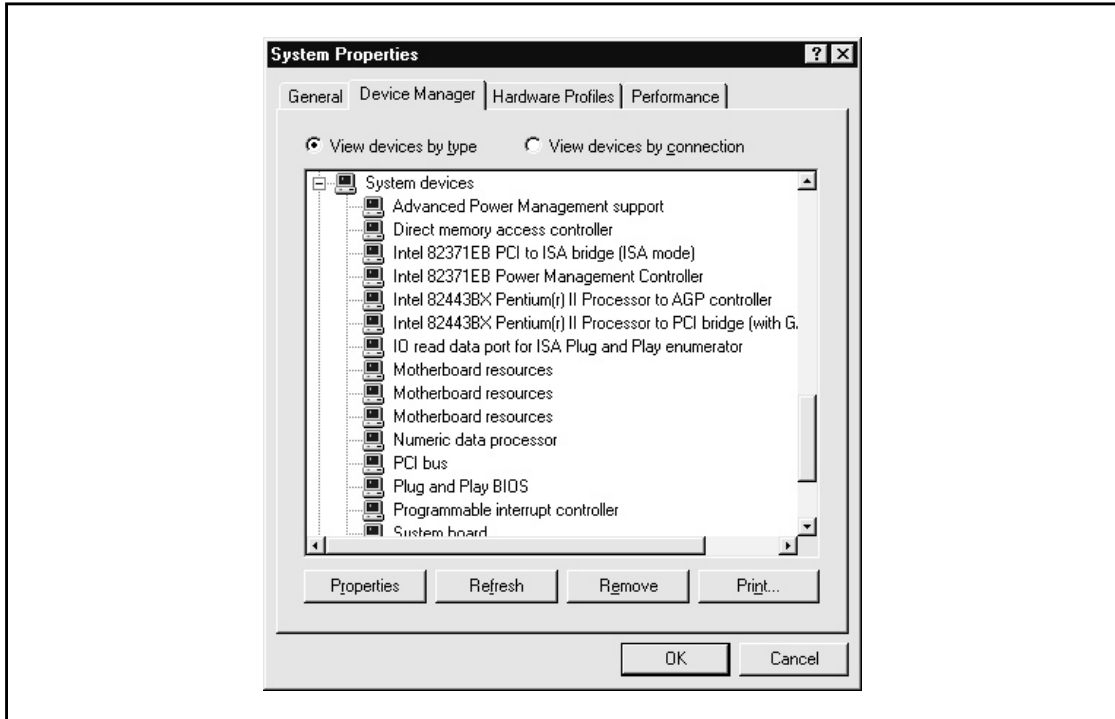 System Properties
General Device Manager Hardware Profiles Performance
View devices by type View devices by connection
System devices
Advanced Power Management support
Direct memory access controller
Intel 82371EB PCI to ISA bridge (ISA mode)
Intel 82371EB Power Management Controller
Intel 82443BX Pentium(r) II Processor to AGP controller
Intel 82443BX Pentium(r) II Processor to PCI bridge (with G.
IO read data port for ISA Plug and Play enumerator
Motherboard resources
Motherboard resources
Motherboard resources
Numeric data processor
PCI bus
Plug and Play BIOS
Programmable interrupt controller
System board
Properties Refresh Remove Print...
OK Cancel